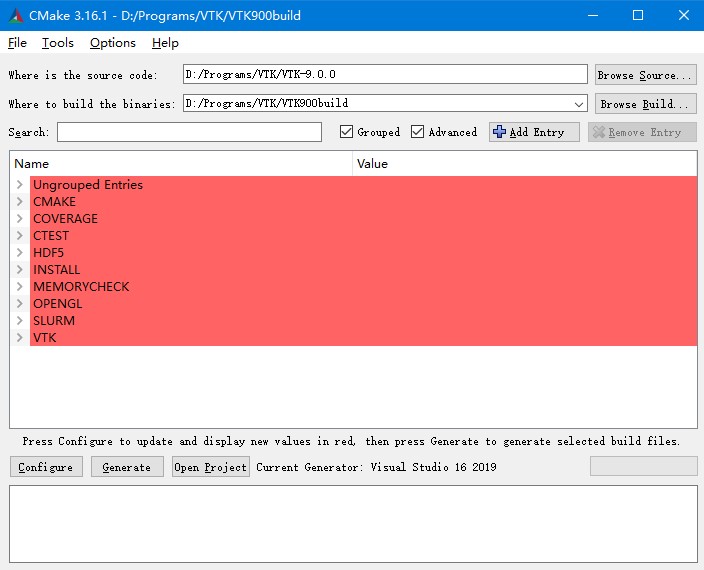 CMake 3.16.1 - D:/Programs/VTK/VTK900build
File Tools Options Help
Where is the source code: D:/Programs/VTK/VTK-9.0.0 Browse Source...
Where to build the binaries: D:/Programs/VTK/VTK900build Browse Build...
Search: Grouped Advanced Add Entry Remove Entry
Name Value
Ungrouped Entries
CMAKE
COVERAGE
CTEST
HDF5
INSTALL
MEMORYCHECK
OPENGL
SLURM
VTK
Press Configure to update and display new values in red, then press Generate to generate selected build files.
Configure Generate Open Project Current Generator: Visual Studio 16 2019